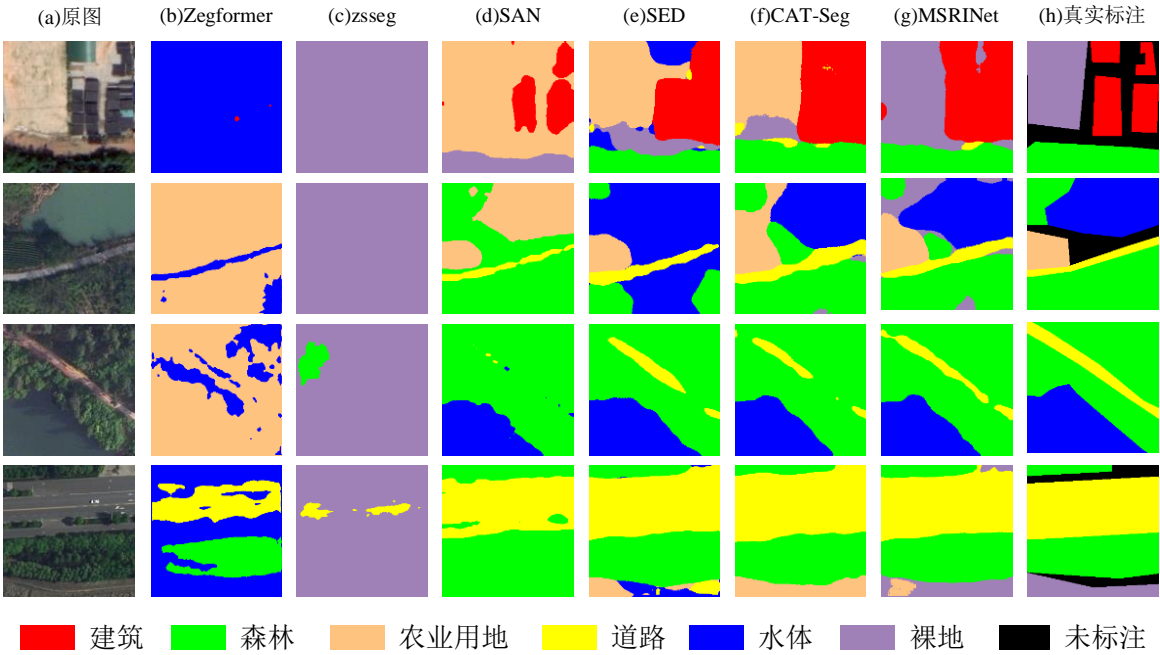 (a)原图 (b)Zegformer (c)zsseg (d)SAN (e)SED (f)CAT-Seg (g)MSRINet (h)真实标注
建筑 森林 农业用地 道路 水体 裸地 未标注